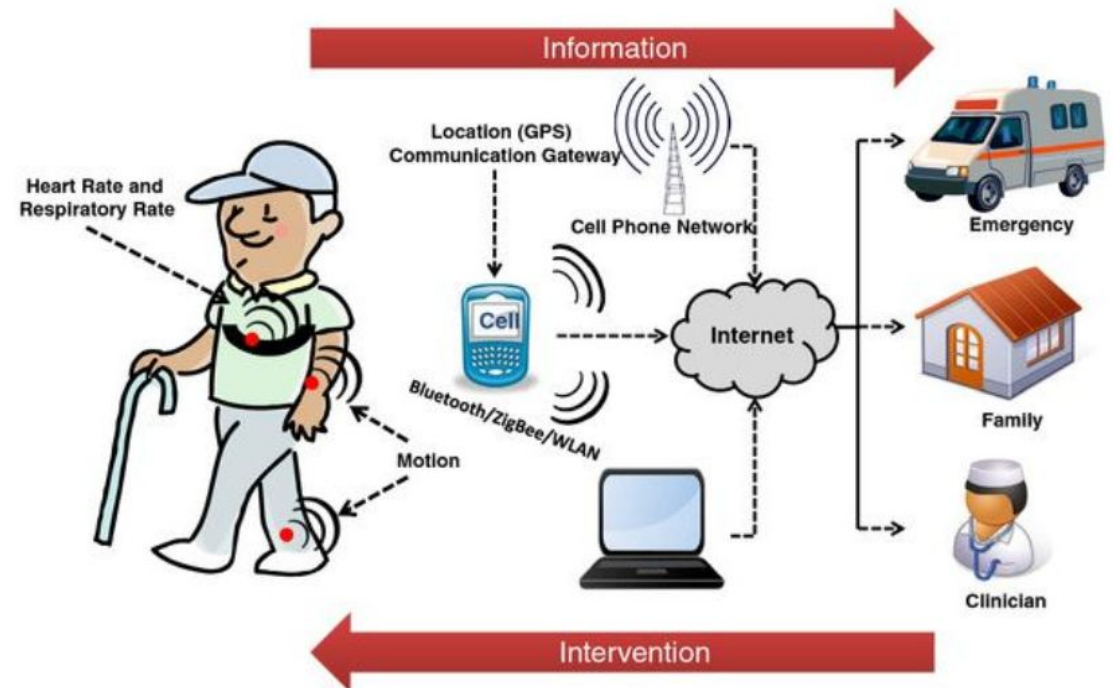 Information
Location (GPS)
Communication Gateway
Heart Rate and
Respiratory Rate
Cell Phone Network
Emergency
Cell
Internet
Bluetooth/ZigBee/WLAN
Family
Motion
Clinician
Intervention